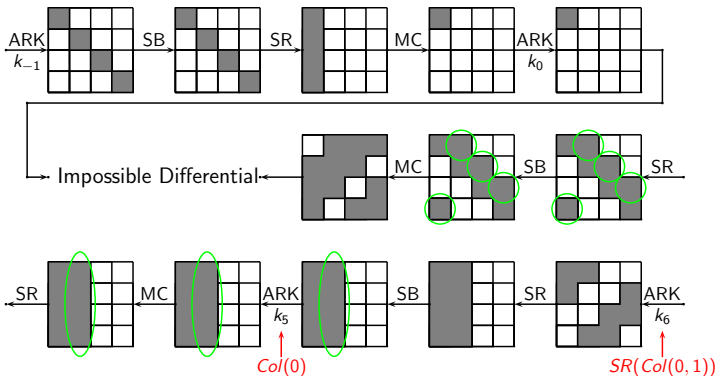 ARK SB SR MC ARK
k₋₁ k₀
Impossible Differential MC SB SR
SR MC ARK SB SR ARK
k₅ k₆
Col(0) SR(Col(0,1))